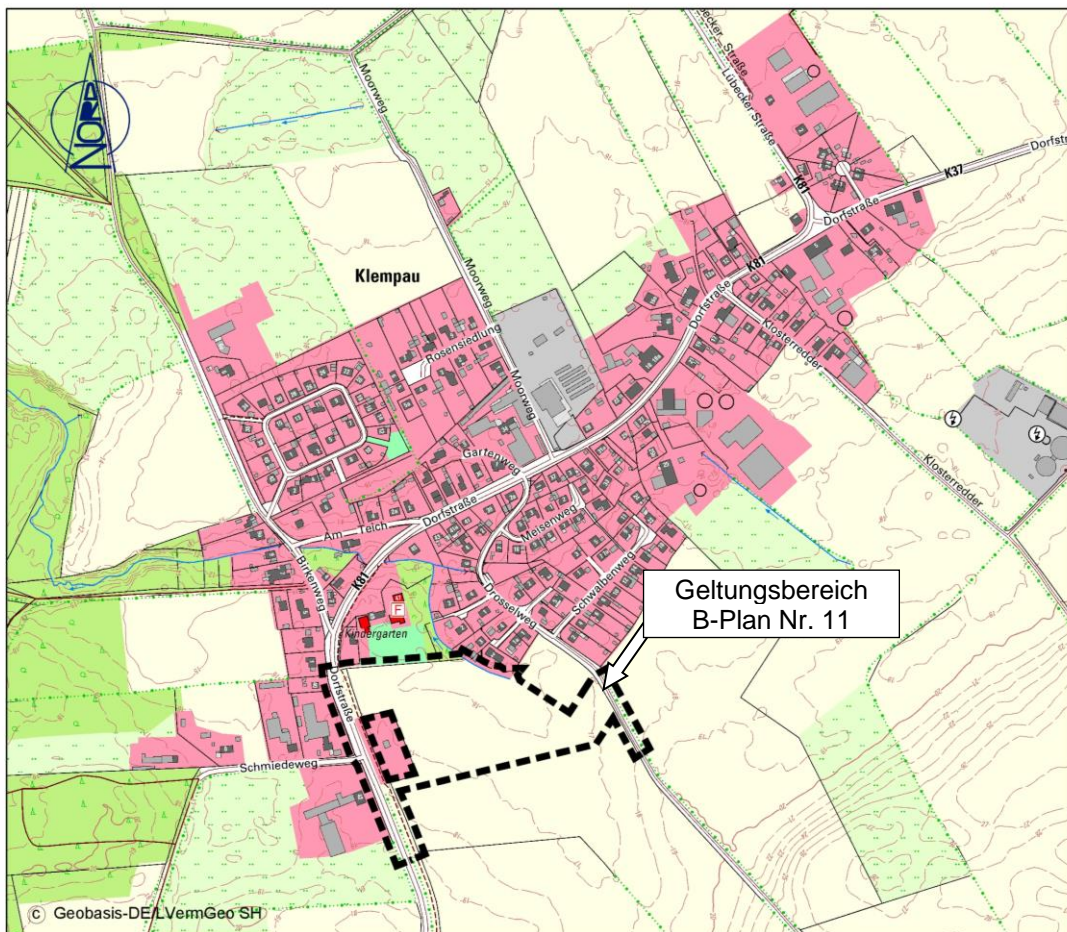 NORD
Moorweg
Lübecker Straße
Lübecker Straße
K81
Dorfstraße
K37
Dorfstr
Klempau
Moorweg
K81
Dorfstraße
Rosensiedlung
Klosterredder
Moorweg
Gartenweg
Dorfstraße
Klosterredder
Am Teich
Meisenweg
Birkenweg
K81
Drosselweg
Schwalbenweg
F
Kindergarten
Geltungsbereich
B-Plan Nr. 11
Dorfstraße
Schmiedeweg
© Geobasis-DE/LVermGeo SH